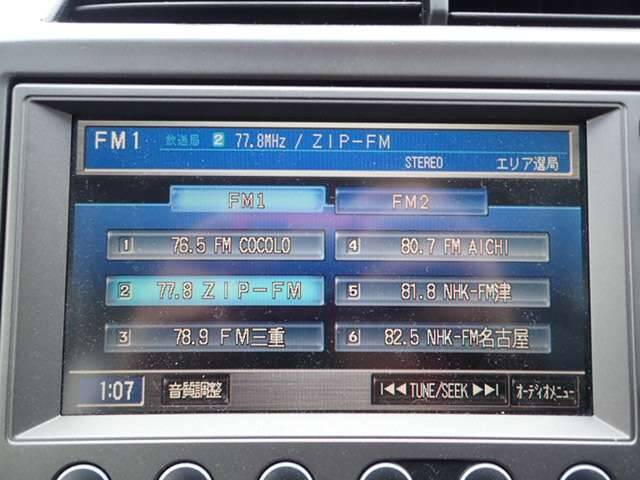 FM1 放送局 2 77.8MHz / ZIP-FM
STEREO エリア選局
FM1 FM2
1 76.5 FM COCOLO
4 80.7 FM AICHI
2 77.8 ZIP-FM
5 81.8 NHK-FM津
3 78.9 FM三重
6 82.5 NHK-FM名古屋
1:07 音質調整 I◀◀ TUNE/SEEK ▶▶I オーディオメニュー